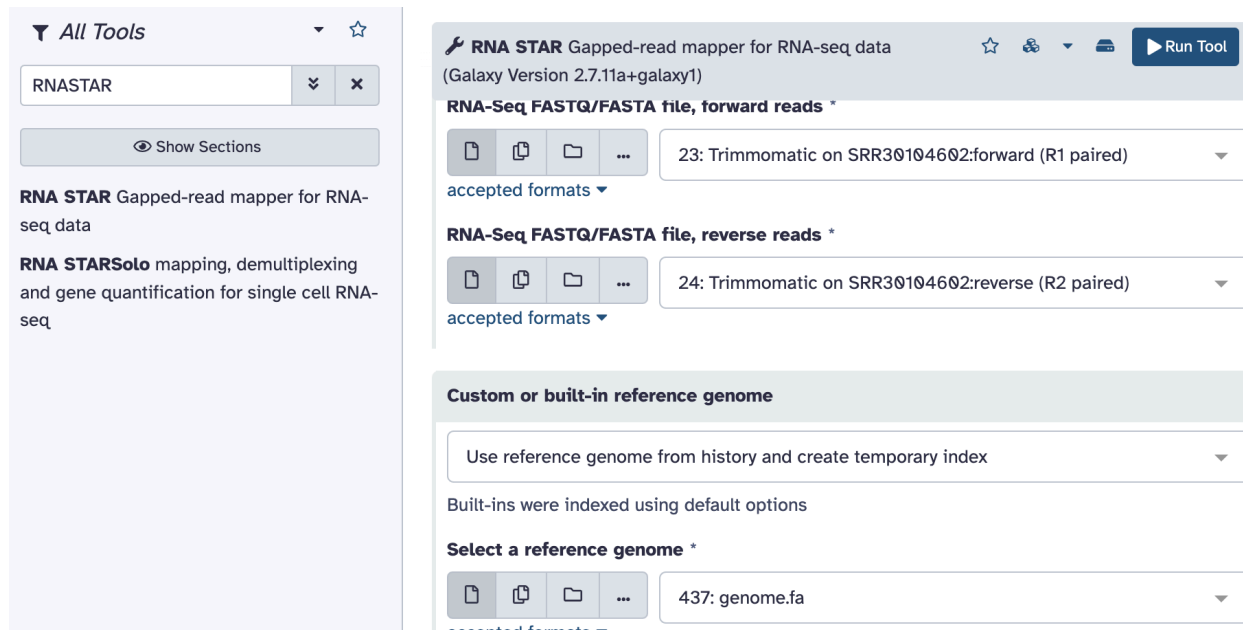 All Tools
RNASTAR
Show Sections
RNA STAR Gapped-read mapper for RNA-
seq data
RNA STARSolo mapping, demultiplexing
and gene quantification for single cell RNA-
seq
RNA STAR Gapped-read mapper for RNA-seq data
(Galaxy Version 2.7.11a+galaxy1)
Run Tool
RNA-Seq FASTQ/FASTA file, forward reads *
23: Trimmomatic on SRR30104602:forward (R1 paired)
accepted formats
RNA-Seq FASTQ/FASTA file, reverse reads *
24: Trimmomatic on SRR30104602:reverse (R2 paired)
accepted formats
Custom or built-in reference genome
Use reference genome from history and create temporary index
Built-ins were indexed using default options
Select a reference genome *
437: genome.fa
accepted formats